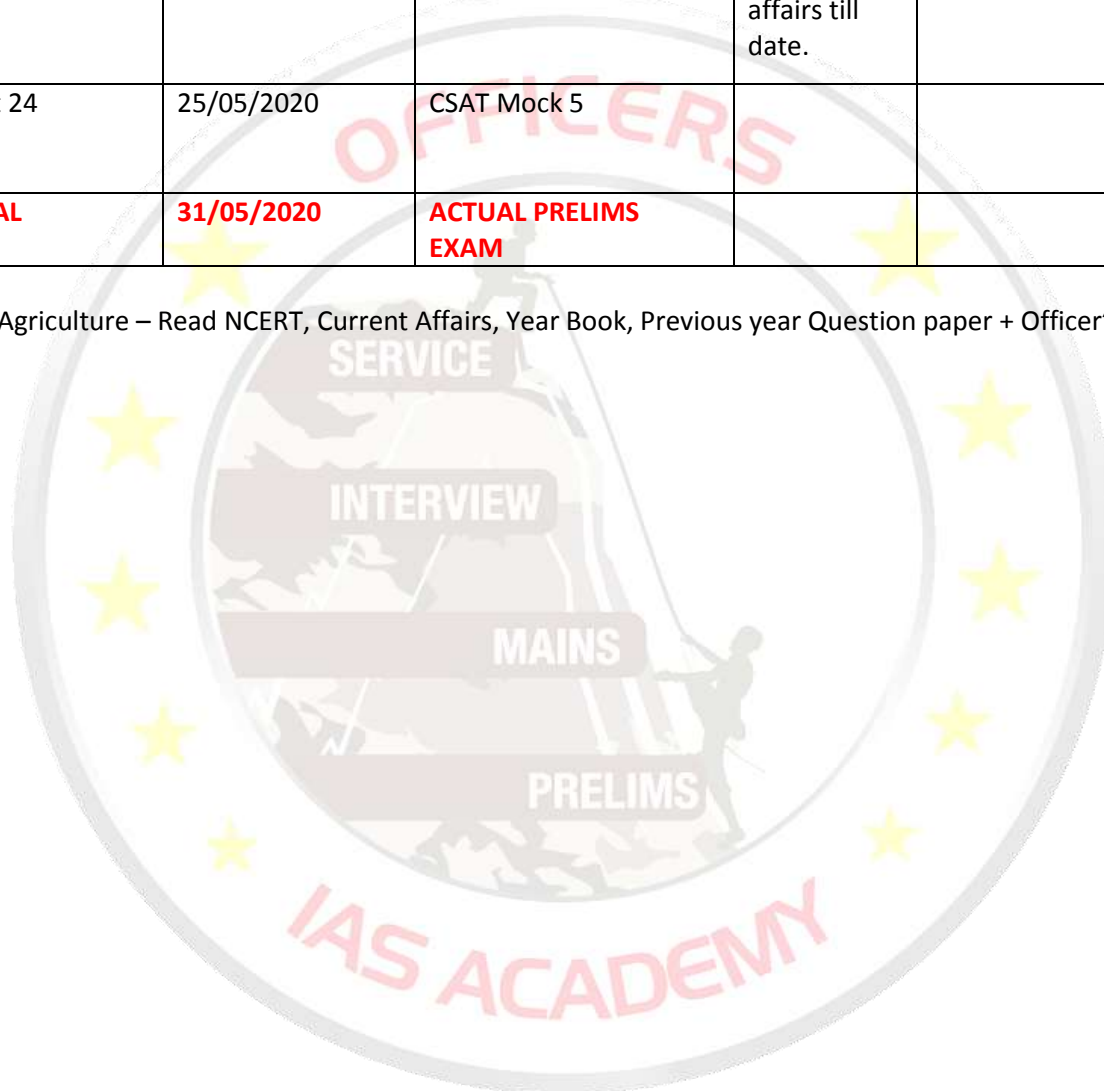 affairs till
date.
24 25/05/2020 CSAT Mock 5
AL 31/05/2020 ACTUAL PRELIMS
EXAM
Agriculture – Read NCERT, Current Affairs, Year Book, Previous year Question paper + Officer'
OFFICERS
SERVICE
INTERVIEW
MAINS
PRELIMS
IAS ACADEMY